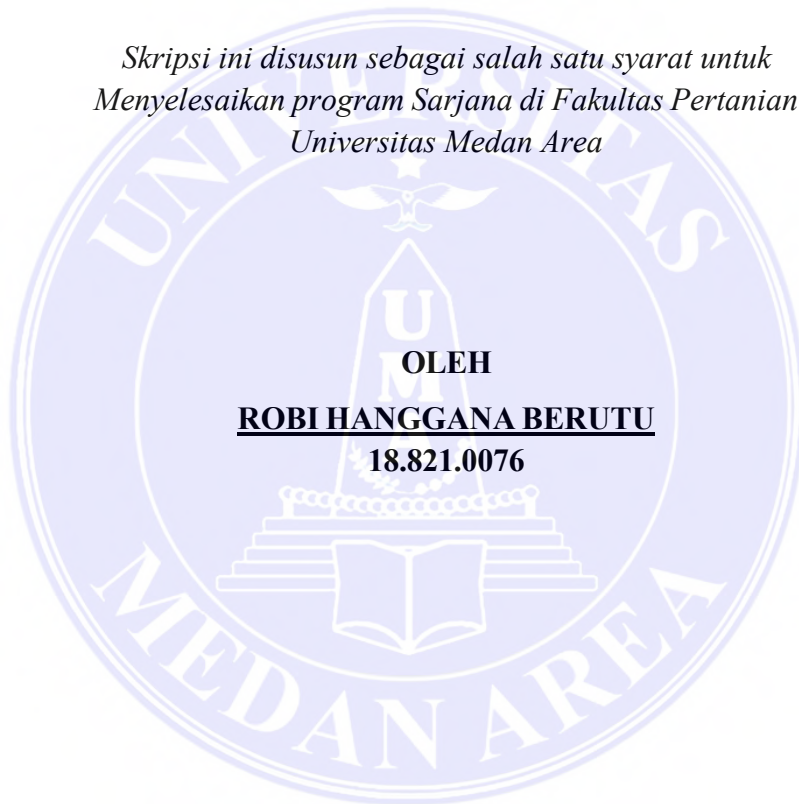 Skripsi ini disusun sebagai salah satu syarat untuk
Menyelesaikan program Sarjana di Fakultas Pertanian
Universitas Medan Area
UNIVERSITAS
UMA
OLEH
ROBI HANGGANA BERUTU
18.821.0076
MEDAN AREA